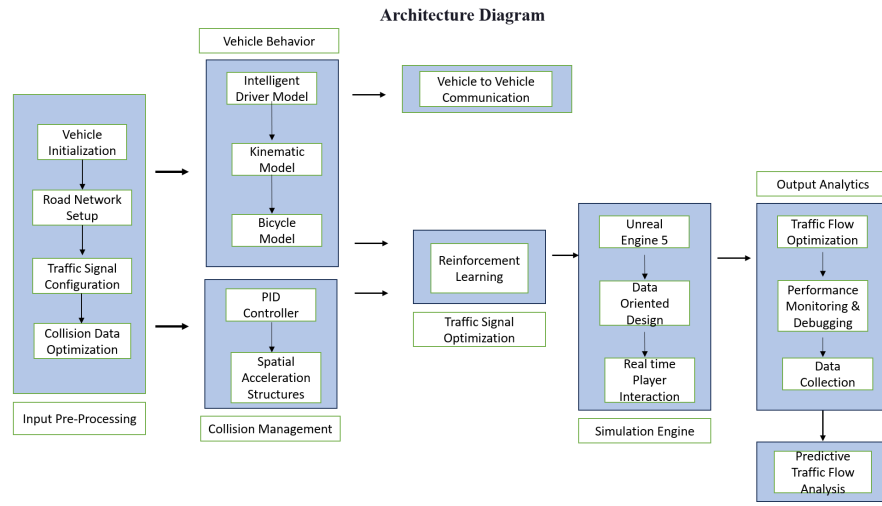 Architecture Diagram
Vehicle Behavior
Intelligent
Driver Model
Kinematic
Model
Bicycle
Model
Vehicle to Vehicle
Communication
Vehicle
Initialization
Road Network
Setup
Traffic Signal
Configuration
Collision Data
Optimization
Input Pre-Processing
PID
Controller
Spatial
Acceleration
Structures
Collision Management
Reinforcement
Learning
Traffic Signal
Optimization
Unreal
Engine 5
Data
Oriented
Design
Real time
Player
Interaction
Simulation Engine
Output Analytics
Traffic Flow
Optimization
Performance
Monitoring &
Debugging
Data
Collection
Predictive
Traffic Flow
Analysis